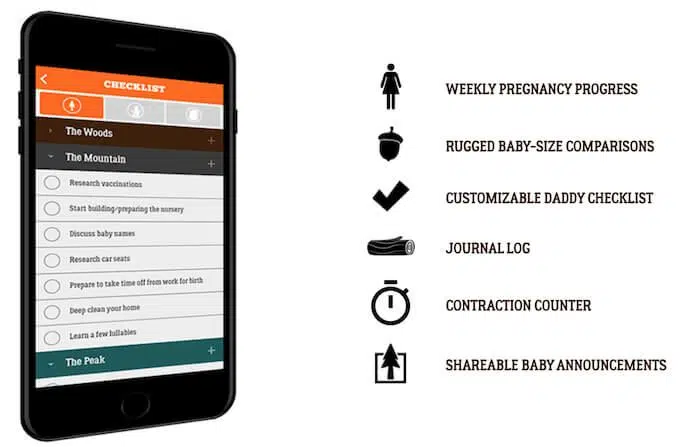 CHECKLIST
The Woods
The Mountain
Research vaccinations
Start building/preparing the nursery
Discuss baby names
Research car seats
Prepare to take time off from work for birth
Deep clean your home
Learn a few lullabies
The Peak
WEEKLY PREGNANCY PROGRESS
RUGGED BABY-SIZE COMPARISONS
CUSTOMIZABLE DADDY CHECKLIST
JOURNAL LOG
CONTRACTION COUNTER
SHAREABLE BABY ANNOUNCEMENTS